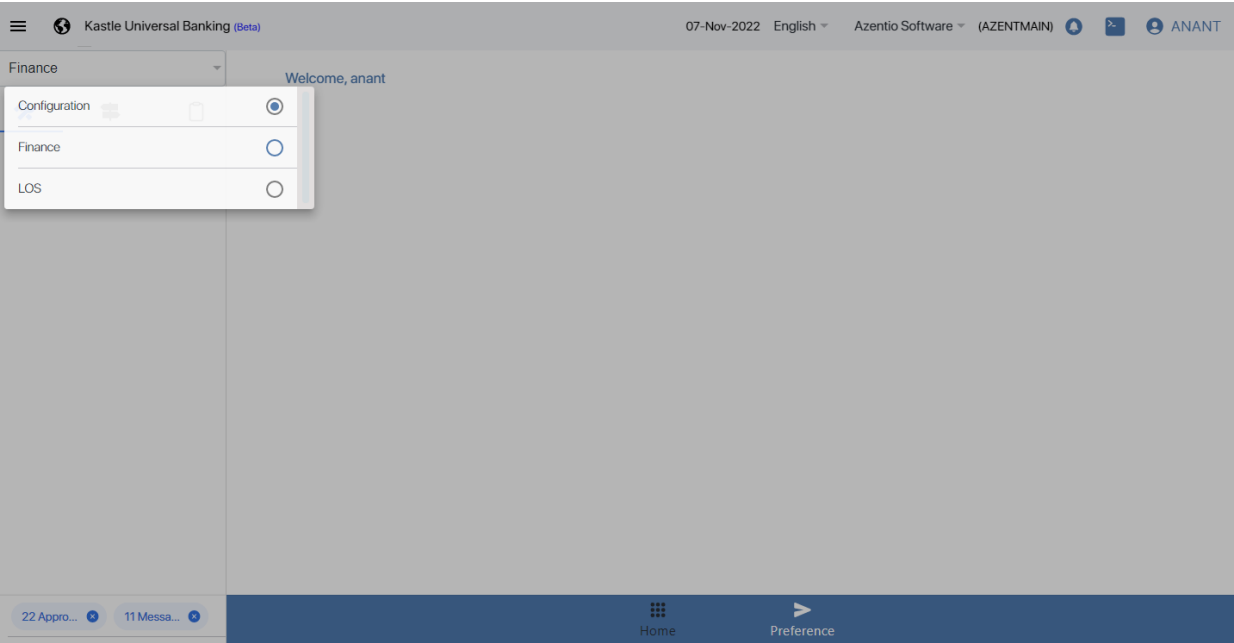 Kastle Universal Banking (Beta)
07-Nov-2022 English Azentio Software (AZENTMAIN) ANANT
Finance
Welcome, anant
Configuration
Finance
LOS
22 Appro... 11 Messa...
Home
Preference